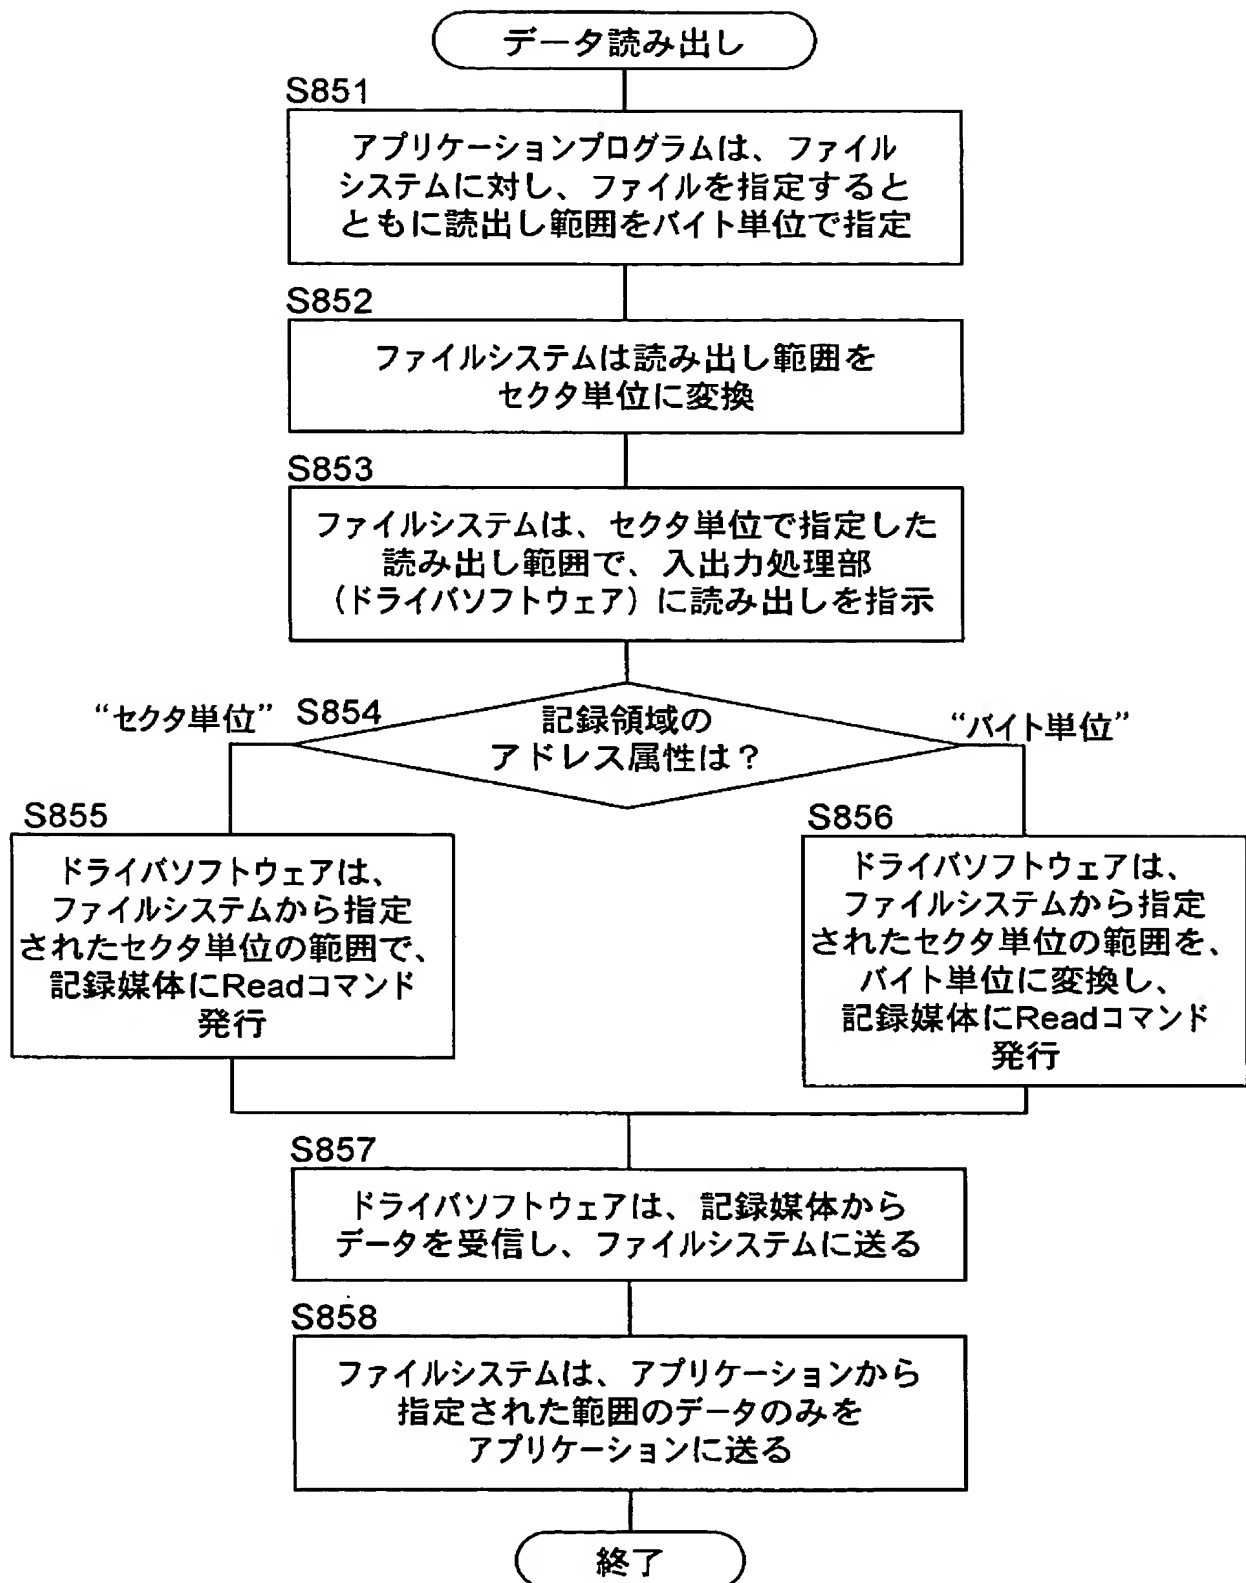 データ読み出し
S851
アプリケーションプログラムは、ファイル
システムに対し、ファイルを指定すると
ともに読出し範囲をバイト単位で指定
S852
ファイルシステムは読み出し範囲を
セクタ単位に変換
S853
ファイルシステムは、セクタ単位で指定した
読み出し範囲で、入出力処理部
(ドライバソフトウェア)に読み出しを指示
“セクタ単位”
S854
記録領域の
アドレス属性は?
“バイト単位”
S855
ドライバソフトウェアは、
ファイルシステムから指定
されたセクタ単位の範囲で、
記録媒体にReadコマンド
発行
S856
ドライバソフトウェアは、
ファイルシステムから指定
されたセクタ単位の範囲を、
バイト単位に変換し、
記録媒体にReadコマンド
発行
S857
ドライバソフトウェアは、記録媒体から
データを受信し、ファイルシステムに送る
S858
ファイルシステムは、アプリケーションから
指定された範囲のデータのみを
アプリケーションに送る
終了